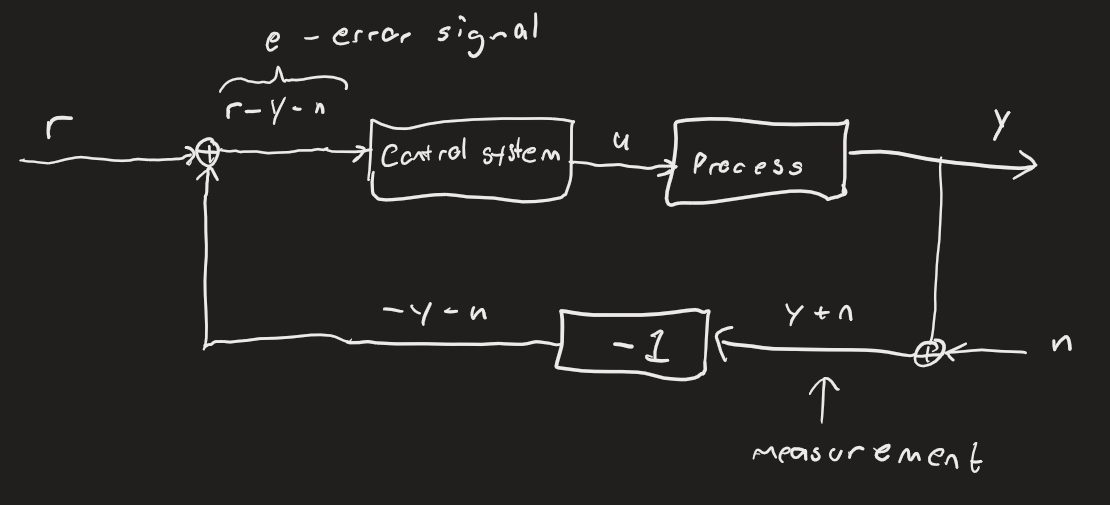 e - error signal
r - y - n
r
+
Control system
u
Process
y
- y - n
-1
y + n
+
n
measurement